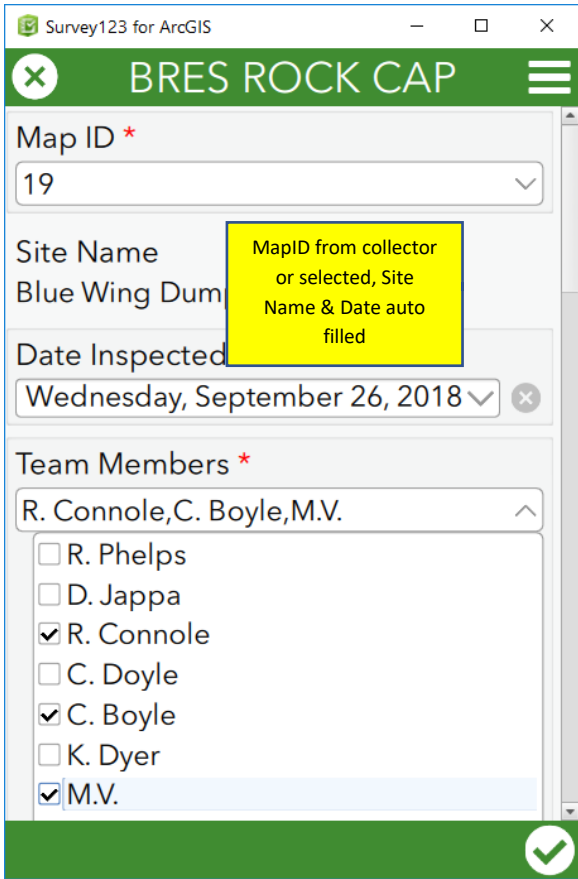 Survey123 for ArcGIS
BRES ROCK CAP
Map ID *
19
Site Name
Blue Wing Dum
MapID from collector
or selected, Site
Name & Date auto
filled
Date Inspected
Wednesday, September 26, 2018
Team Members *
R. Connole,C. Boyle,M.V.
R. Phelps
D. Jappa
R. Connole
C. Doyle
C. Boyle
K. Dyer
M.V.